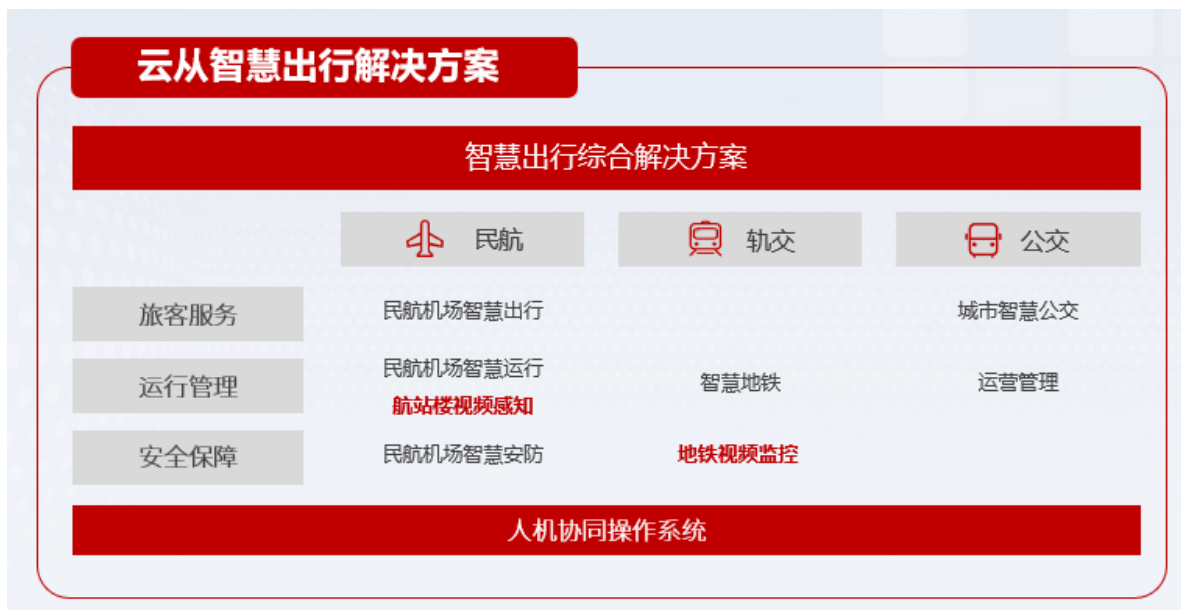 云从智慧出行解决方案
智慧出行综合解决方案
民航
轨交
公交
旅客服务
民航机场智慧出行
城市智慧公交
运行管理
民航机场智慧运行
航站楼视频感知
智慧地铁
运营管理
安全保障
民航机场智慧安防
地铁视频监控
人机协同操作系统